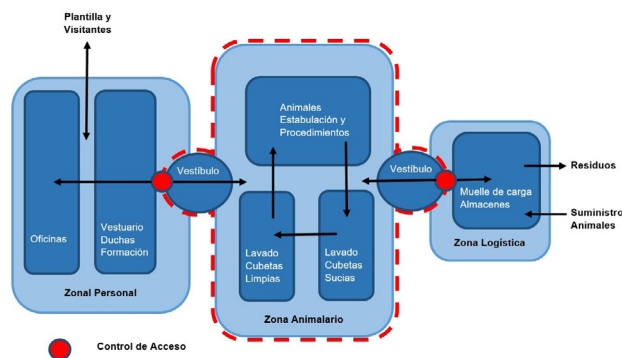 Plantilla y
Visitantes
Oficinas
Vestuario
Duchas
Formación
Zonal Personal
Vestíbulo
Animales
Estabulación y
Procedimientos
Lavado
Cubetas
Limpias
Lavado
Cubetas
Sucias
Zona Animalario
Vestíbulo
Muelle de carga
Almacenes
Zona Logística
Residuos
Suministro
Animales
Control de Acceso